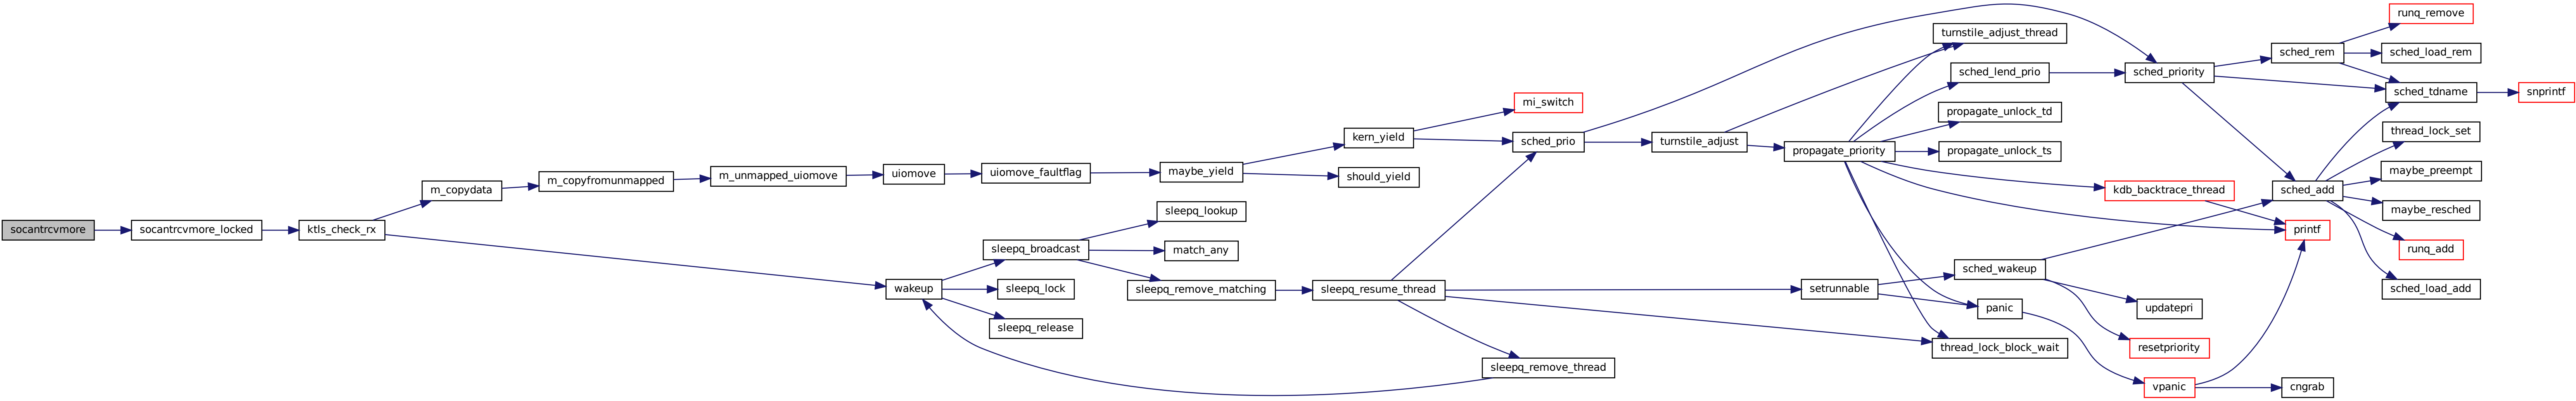 socantrcvmore
socantrcvmore_locked
ktls_check_rx
m_copydata
m_copyfromunmapped
m_unmapped_uiomove
uiomove
uiomove_faultflag
maybe_yield
kern_yield
should_yield
mi_switch
sched_prio
turnstile_adjust
propagate_priority
turnstile_adjust_thread
sched_lend_prio
propagate_unlock_td
propagate_unlock_ts
kdb_backtrace_thread
sched_priority
sched_rem
runq_remove
sched_load_rem
sched_tdname
snprintf
thread_lock_set
maybe_preempt
sched_add
maybe_resched
printf
runq_add
sched_load_add
wakeup
sleepq_broadcast
sleepq_lookup
match_any
sleepq_lock
sleepq_remove_matching
sleepq_release
sleepq_resume_thread
setrunnable
sched_wakeup
panic
updatepri
resetpriority
thread_lock_block_wait
sleepq_remove_thread
vpanic
cngrab